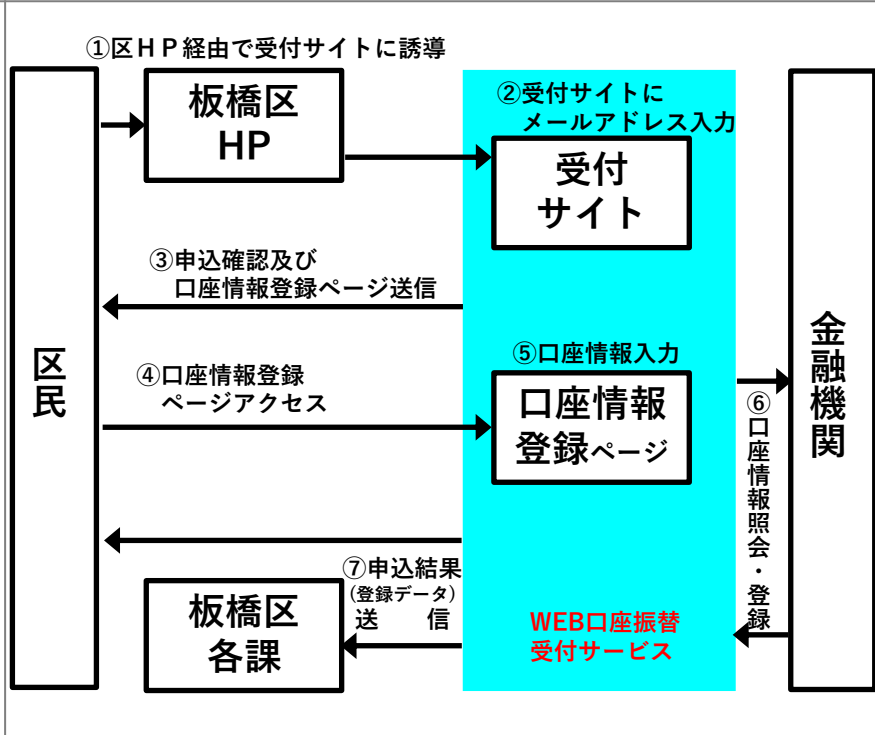 ①区HP経由で受付サイトに誘導
板橋区
HP
②受付サイトに
メールアドレス入力
受付
サイト
③申込確認及び
口座情報登録ページ送信
区民
④口座情報登録
ページアクセス
⑤口座情報入力
口座情報
登録ページ
金融機関
⑥口座情報照会・登録
⑦申込結果
(登録データ)
送　信
板橋区
各課
WEB口座振替
受付サービス